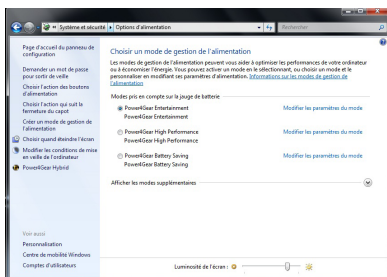 « Système et sécurité ▸ Options d'alimentation
Rechercher
Page d'accueil du panneau de
configuration
Demander un mot de passe
pour sortir de veille
Choisir l'action des boutons
d'alimentation
Choisir l'action qui suit la
fermeture du capot
Créer un mode de gestion de
l'alimentation
Choisir quand éteindre l'écran
Modifier les conditions de mise
en veille de l'ordinateur
Power4Gear Hybrid
Voir aussi
Personnalisation
Centre de mobilité Windows
Comptes d'utilisateurs
Choisir un mode de gestion de l'alimentation
Les modes de gestion de l'alimentation peuvent vous aider à optimiser les performances de votre ordinateur
ou à économiser l'énergie. Vous pouvez activer un mode en le sélectionnant, ou choisir un mode et le
personnaliser en modifiant ses paramètres d'alimentation. Informations sur les modes de gestion de
l'alimentation
Modes pris en compte sur la jauge de batterie
Power4Gear Entertainment
Modifier les paramètres du mode
Power4Gear Entertainment
Power4Gear High Performance
Modifier les paramètres du mode
Power4Gear High Performance
Power4Gear Battery Saving
Modifier les paramètres du mode
Power4Gear Battery Saving
Afficher les modes supplémentaires
Luminosité de l'écran :